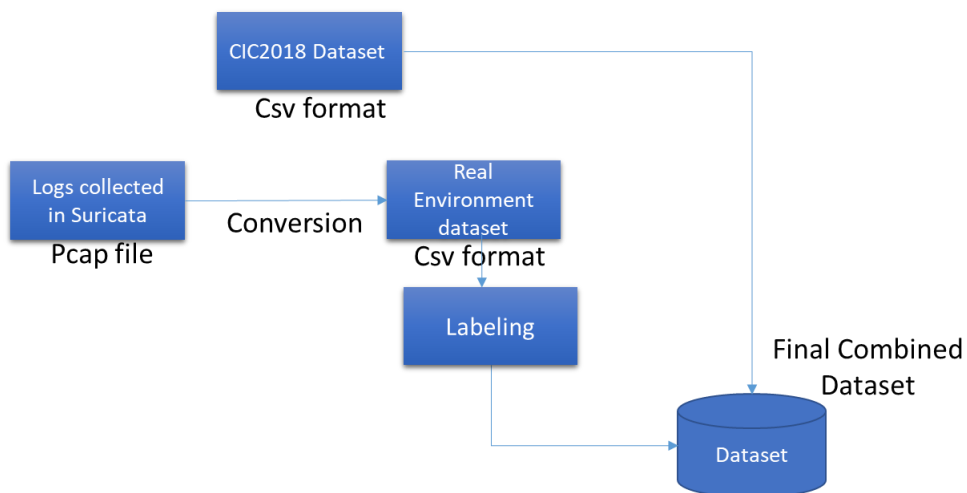 CIC2018 Dataset
Csv format
Logs collected
in Suricata
Pcap file
Conversion
Real
Environment
dataset
Csv format
Labeling
Final Combined
Dataset
Dataset